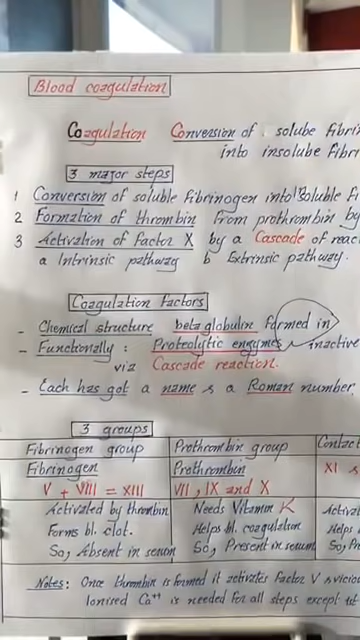 Blood coagulation
Coagulation Conversion of soluble
into insoluble
3 major steps
1 Conversion of soluble fibrinogen into
2 Formation of thrombin from prothrombin by
3 Activation of Factor X by a Cascade of
a Intrinsic pathway b Extrinsic pathway.
Coagulation Factors
- Chemical structure beta globulin formed in
- Functionally : Proteolytic enzymes inactive
via Cascade reaction.
- Each has got a name & a Roman number.
3 groups
Fibrinogen group Prothrombin group Contact
Fibrinogen Prothrombin XI
V + VIII = XIII VII, IX and X
Activated by thrombin Needs Vitamin K
Forms bl. clot. Helps bl. coagulation
So, Absent in serum So, Present in serum So,
Notes: Once thrombin is formed it activates Factor V
Ionised Ca++ is needed for all steps except